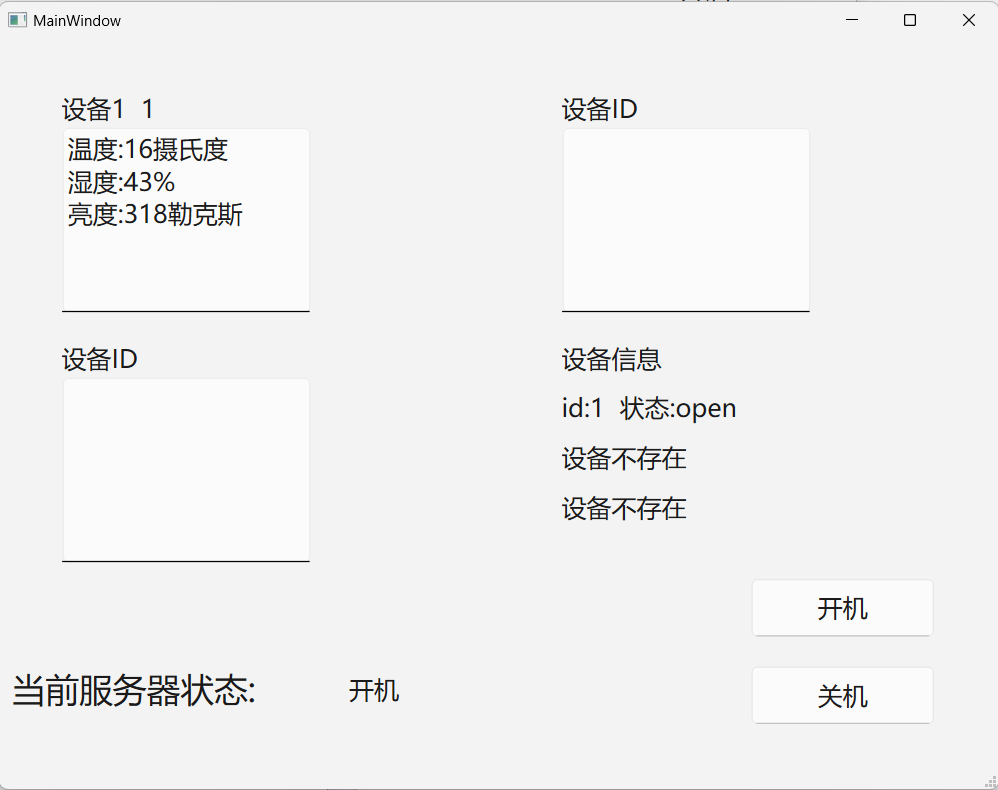 MainWindow
设备1  1
温度:16摄氏度
湿度:43%
亮度:318勒克斯
设备ID
设备ID
设备信息
id:1  状态:open
设备不存在
设备不存在
开机
关机
当前服务器状态:
开机